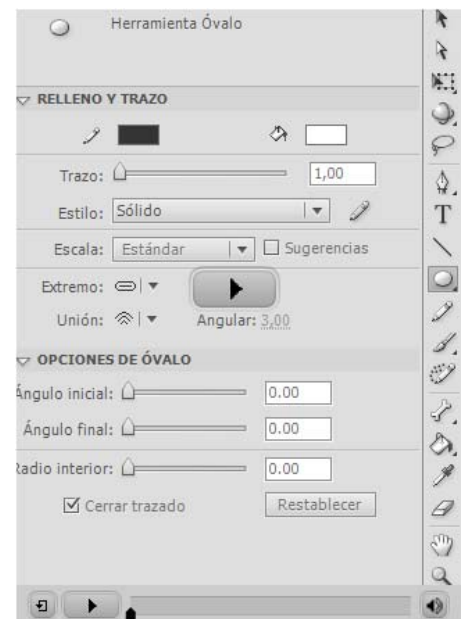 Herramienta Óvalo
RELLENO Y TRAZO
Trazo: 1,00
Estilo: Sólido
Escala: Estándar Sugerencias
Extremo:
Unión: Angular: 3,00
OPCIONES DE ÓVALO
Ángulo inicial: 0.00
Ángulo final: 0.00
Radio interior: 0.00
Cerrar trazado Restablecer
T